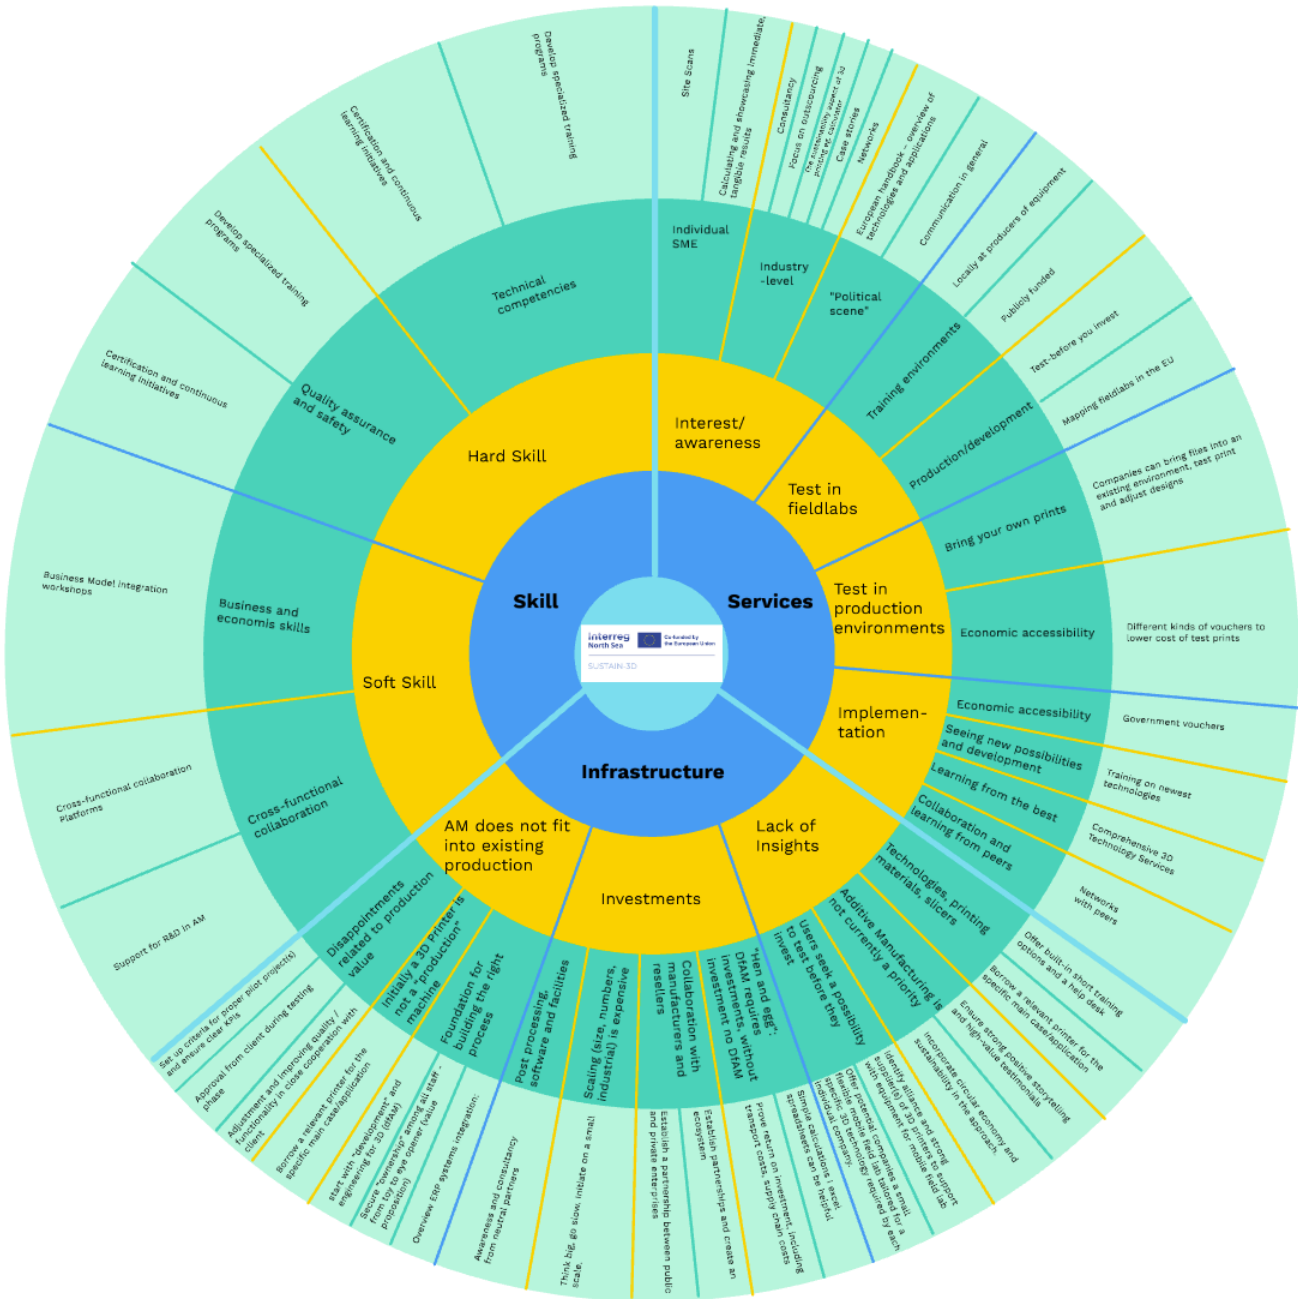 Interreg
North Sea
Co-funded by
the European Union
SUSTAIN-3D
Skill
Services
Infrastructure
Interest/
awareness
Individual
SME
Site Scans
Calculating and showcasing immediate,
tangible results
Industry
-level
Consultancy
Focus on outsourcing
the sustainability aspect of 3d
printing eg. calculator
Case stories
Networks
"Political
scene"
European handbook – overview of
technologies and applications
Communication in general
Test in
fieldlabs
Training environments
Locally at producers of equipment
Publicly funded
Production/development
Test-before you invest
Mapping fieldlabs in the EU
Test in
production
environments
Bring your own prints
Companies can bring files into an
existing environment, test print
and adjust designs
Economic accessibility
Different kinds of vouchers to
lower cost of test prints
Implemen-
tation
Economic accessibility
Government vouchers
Seeing new possibilities
and development
Training on newest
technologies
Learning from the best
Comprehensive 3D
Technology Services
Collaboration and
learning from peers
Networks
with peers
Lack of
Insights
Technologies, printing
materials, slicers
Offer built-in short training
options and a help desk
Borrow a relevant printer for the
specific main case/application
Additive Manufacturing is
not currently a priority
Ensure strong positive storytelling
and high-value testimonials
incorporate circular economy and
sustainability in the approach
Users seek a possibility
to test before they
invest
identify alliance and strong
supplier(s) of 3D printers to support
with equipment for mobile field lab
Offer potential companies a small
flexible mobile field lab tailored for a
specific 3D technology required by each
individual company.
Investments
"Hen and egg":
DfAM requires
investments, without
investment no DfAM
Simple calculations i excel
spreadsheets can be helpful
Prove return on investment, including
transport costs, supply chain costs
Collaboration with
manufacturers and
resellers
Establish partnerships and create an
ecosystem
Establish a partnership between public
and private enterprises
Scaling (size, numbers,
industrial) is expensive
Think big, go slow, initiate on a small
scale,
Post processing,
software and facilities
Awareness and consultancy
from neutral partners
AM does not fit
into existing
production
Foundation for
building the right
process
Overview ERP systems integration:
Secure "ownership" among all staff -
from toy to eye opener (value
proposition)
start with "development" and
engineering for 3D (dfAM)
Initially a 3D Printer is
not a "production"
machine
Borrow a relevant printer for the
specific main case/application
Disappointments
related to production
value
Adjustment and improving quality /
functionality in close cooperation with
client
Approval from client during testing
phase
Set up criteria for proper pilot project(s)
and ensure clear KPIs
Soft Skill
Cross-functional
collaboration
Support for R&D in AM
Cross-functional collaboration
Platforms
Business and
economis skills
Business Model Integration
workshops
Hard Skill
Quality assurance
and safety
Certification and continuous
learning initiatives
Develop specialized training
programs
Technical
competencies
Certification and continuous
learning initiatives
Develop specialized training
programs